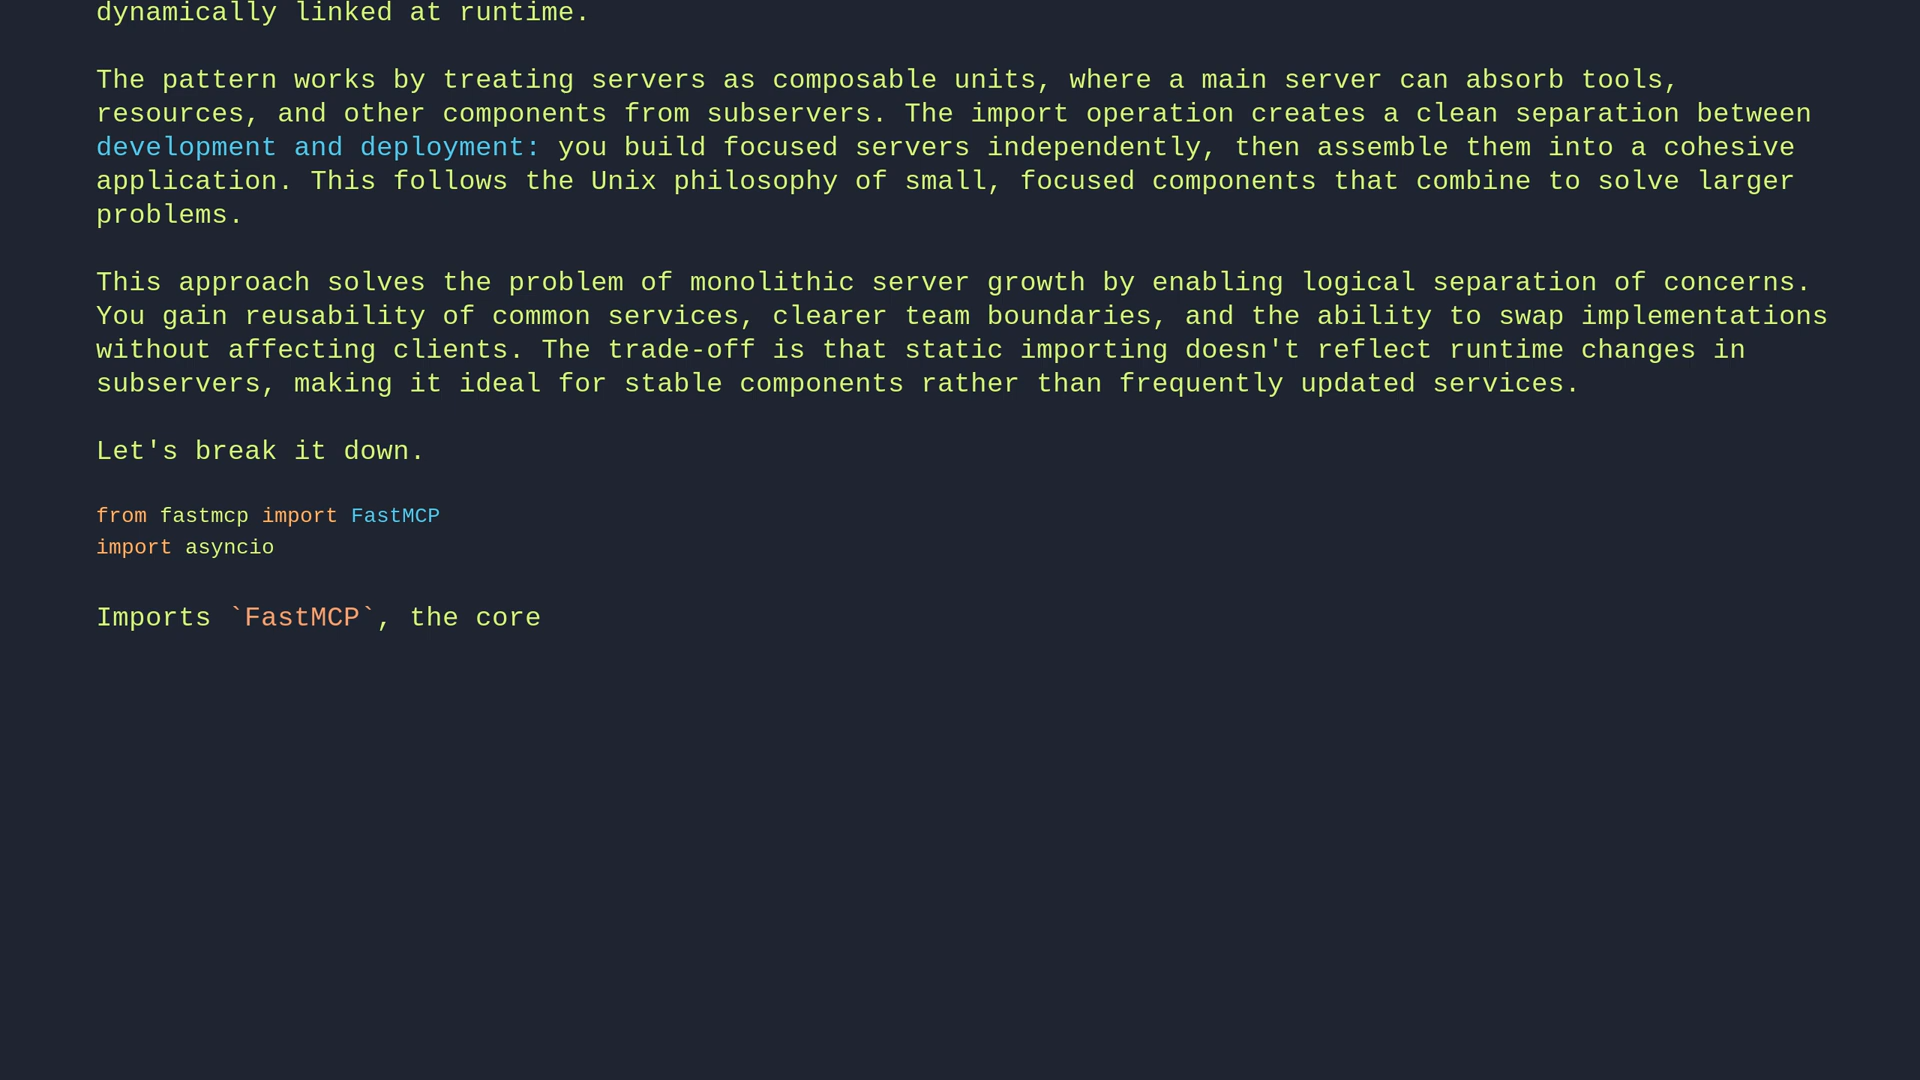 dynamically linked at runtime.
The pattern works by treating servers as composable units, where a main server can absorb tools,
resources, and other components from subservers. The import operation creates a clean separation between
development and deployment: you build focused servers independently, then assemble them into a cohesive
application. This follows the Unix philosophy of small, focused components that combine to solve larger
problems.
This approach solves the problem of monolithic server growth by enabling logical separation of concerns.
You gain reusability of common services, clearer team boundaries, and the ability to swap implementations
without affecting clients. The trade-off is that static importing doesn't reflect runtime changes in
subservers, making it ideal for stable components rather than frequently updated services.
Let's break it down.
from fastmcp import FastMCP
import asyncio
Imports `FastMCP`, the core